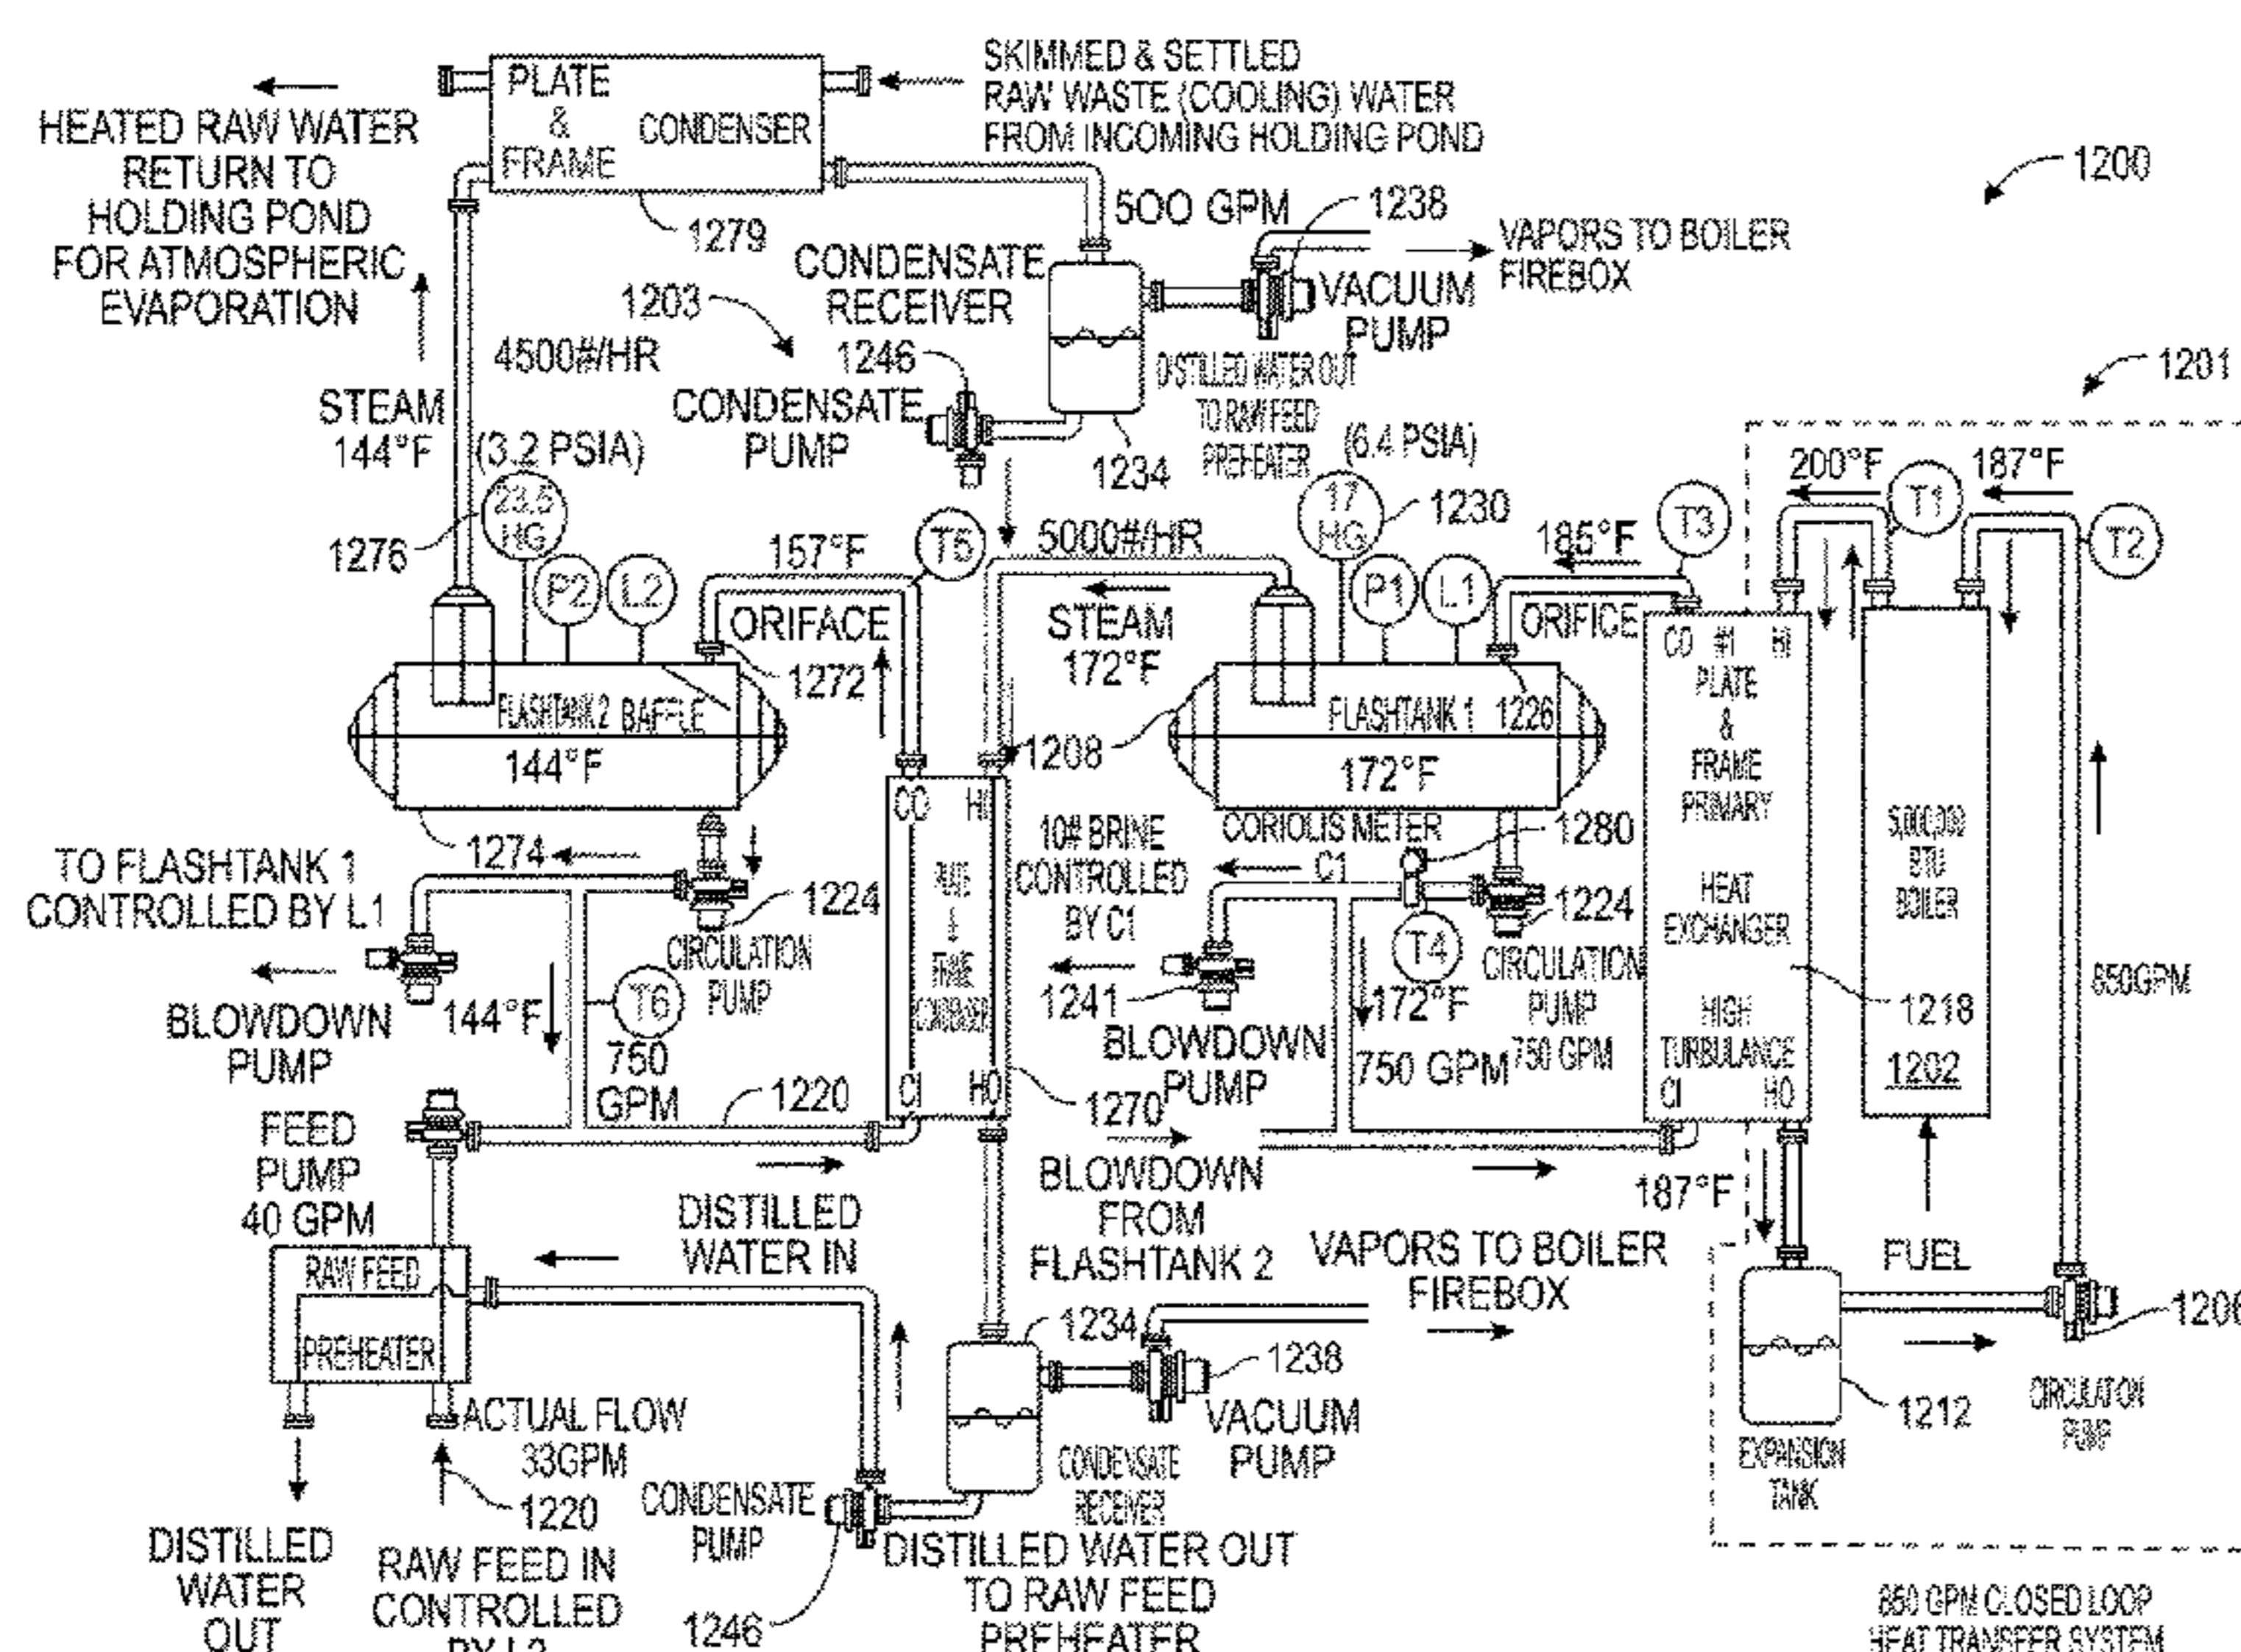 SKIMMED & SETTLED
RAW WASTE (COOLING) WATER
FROM INCOMING HOLDING POND
PLATE
&
FRAME
CONDENSER
HEATED RAW WATER
RETURN TO
HOLDING POND
FOR ATMOSPHERIC
EVAPORATION
1279
1200
500 GPM
1238
VAPORS TO BOILER
FIREBOX
CONDENSATE
RECEIVER
1203
VACUUM
PUMP
4500#/HR
1246
DISTILLED WATER OUT
TO RAW FEED
PREHEATER
1201
STEAM
144°F
(3.2 PSIA)
CONDENSATE
PUMP
1234
(6.4 PSIA)
200°F
187°F
23.5
HG
17
HG
1230
T1
T2
T3
1276
157°F
T5
5000#/HR
185°F
P2
L2
P1
L1
ORIFACE
STEAM
172°F
ORIFICE
1272
CO #1 HI
PLATE
&
FRAME
PRIMARY
HEAT
EXCHANGER
HIGH
TURBULANCE
CI HO
FLASHTANK 2
BAFFLE
144°F
1208
FLASHTANK 1
1226
172°F
1274
CO HI
PLATE
&
FRAME
CONDENSER
CI HO
10# BRINE
CONTROLLED
BY C1
CORIOLIS METER
C1
1280
5,000,000
BTU
BOILER
1202
TO FLASHTANK 1
CONTROLLED BY L1
1224
CIRCULATION
PUMP
1224
T4
CIRCULATION
PUMP
750 GPM
1218
850GPM
BLOWDOWN
PUMP
144°F
T6
750
GPM
1241
172°F
BLOWDOWN
PUMP
750 GPM
FEED
PUMP
40 GPM
1220
1270
BLOWDOWN
FROM
FLASHTANK 2
187°F
DISTILLED
WATER IN
VAPORS TO BOILER
FIREBOX
FUEL
RAW FEED
PREHEATER
1234
1238
VACUUM
PUMP
1206
1212
CIRCULATION
PUMP
EXPANSION
TANK
ACTUAL FLOW
33GPM
1220
CONDENSATE
PUMP
CONDENSATE
RECEIVER
DISTILLED
WATER
OUT
RAW FEED IN
CONTROLLED
BY L2
1246
DISTILLED WATER OUT
TO RAW FEED
PREHEATER
850 GPM CLOSED LOOP
HEAT TRANSFER SYSTEM